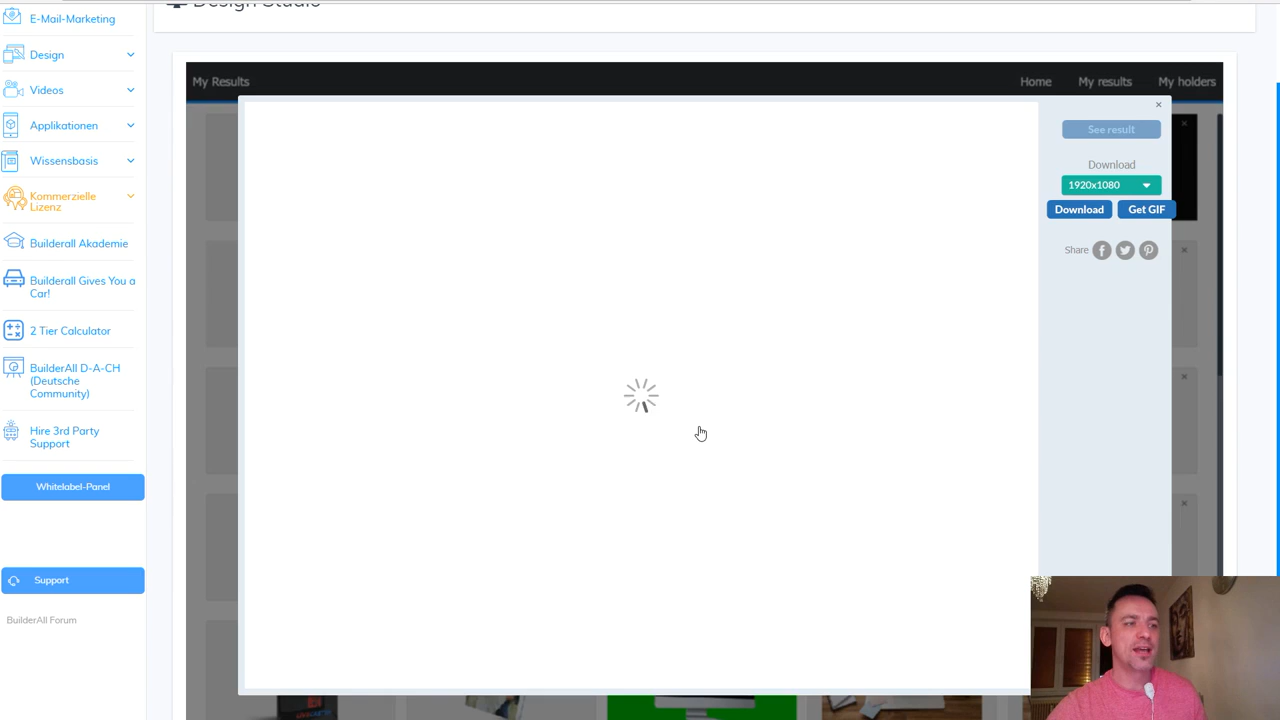 Design Studio
E-Mail-Marketing
Design
Videos
Applikationen
Wissensbasis
Kommerzielle
Lizenz
Builderall Akademie
Builderall Gives You a
Car!
2 Tier Calculator
BuilderAll D-A-CH
(Deutsche
Community)
Hire 3rd Party
Support
Whitelabel-Panel
Support
BuilderAll Forum
My Results
Home
My results
My holders
See result
Download
1920x1080
Download
Get GIF
Share